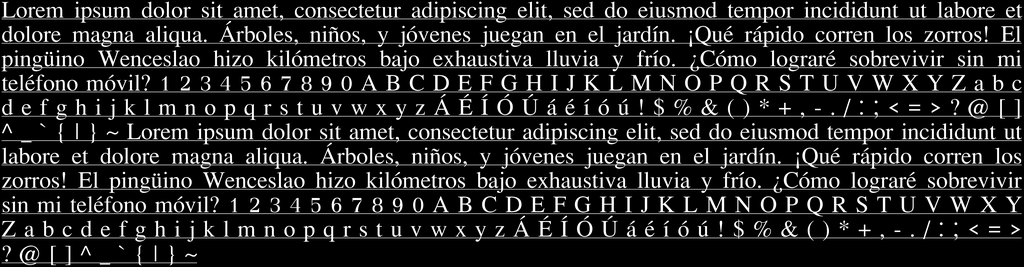 Lorem ipsum dolor sit amet, consectetur adipiscing elit, sed do eiusmod tempor incididunt ut labore et
dolore magna aliqua. Árboles, niños, y jóvenes juegan en el jardín. ¡Qué rápido corren los zorros! El
pingüino Wenceslao hizo kilómetros bajo exhaustiva lluvia y frío. ¿Cómo lograré sobrevivir sin mi
teléfono móvil? 1 2 3 4 5 6 7 8 9 0 A B C D E F G H I J K L M N O P Q R S T U V W X Y Z a b c
d e f g h i j k l m n o p q r s t u v w x y z Á É Í Ó Ú á é í ó ú ! $ % & ( ) * + , - . / : ; < = > ? @ [ ]
^ _ ` { | } ~ Lorem ipsum dolor sit amet, consectetur adipiscing elit, sed do eiusmod tempor incididunt ut
labore et dolore magna aliqua. Árboles, niños, y jóvenes juegan en el jardín. ¡Qué rápido corren los
zorros! El pingüino Wenceslao hizo kilómetros bajo exhaustiva lluvia y frío. ¿Cómo lograré sobrevivir
sin mi teléfono móvil? 1 2 3 4 5 6 7 8 9 0 A B C D E F G H I J K L M N O P Q R S T U V W X Y
Z a b c d e f g h i j k l m n o p q r s t u v w x y z Á É Í Ó Ú á é í ó ú ! $ % & ( ) * + , - . / : ; < = >
? @ [ ] ^ _ ` { | } ~